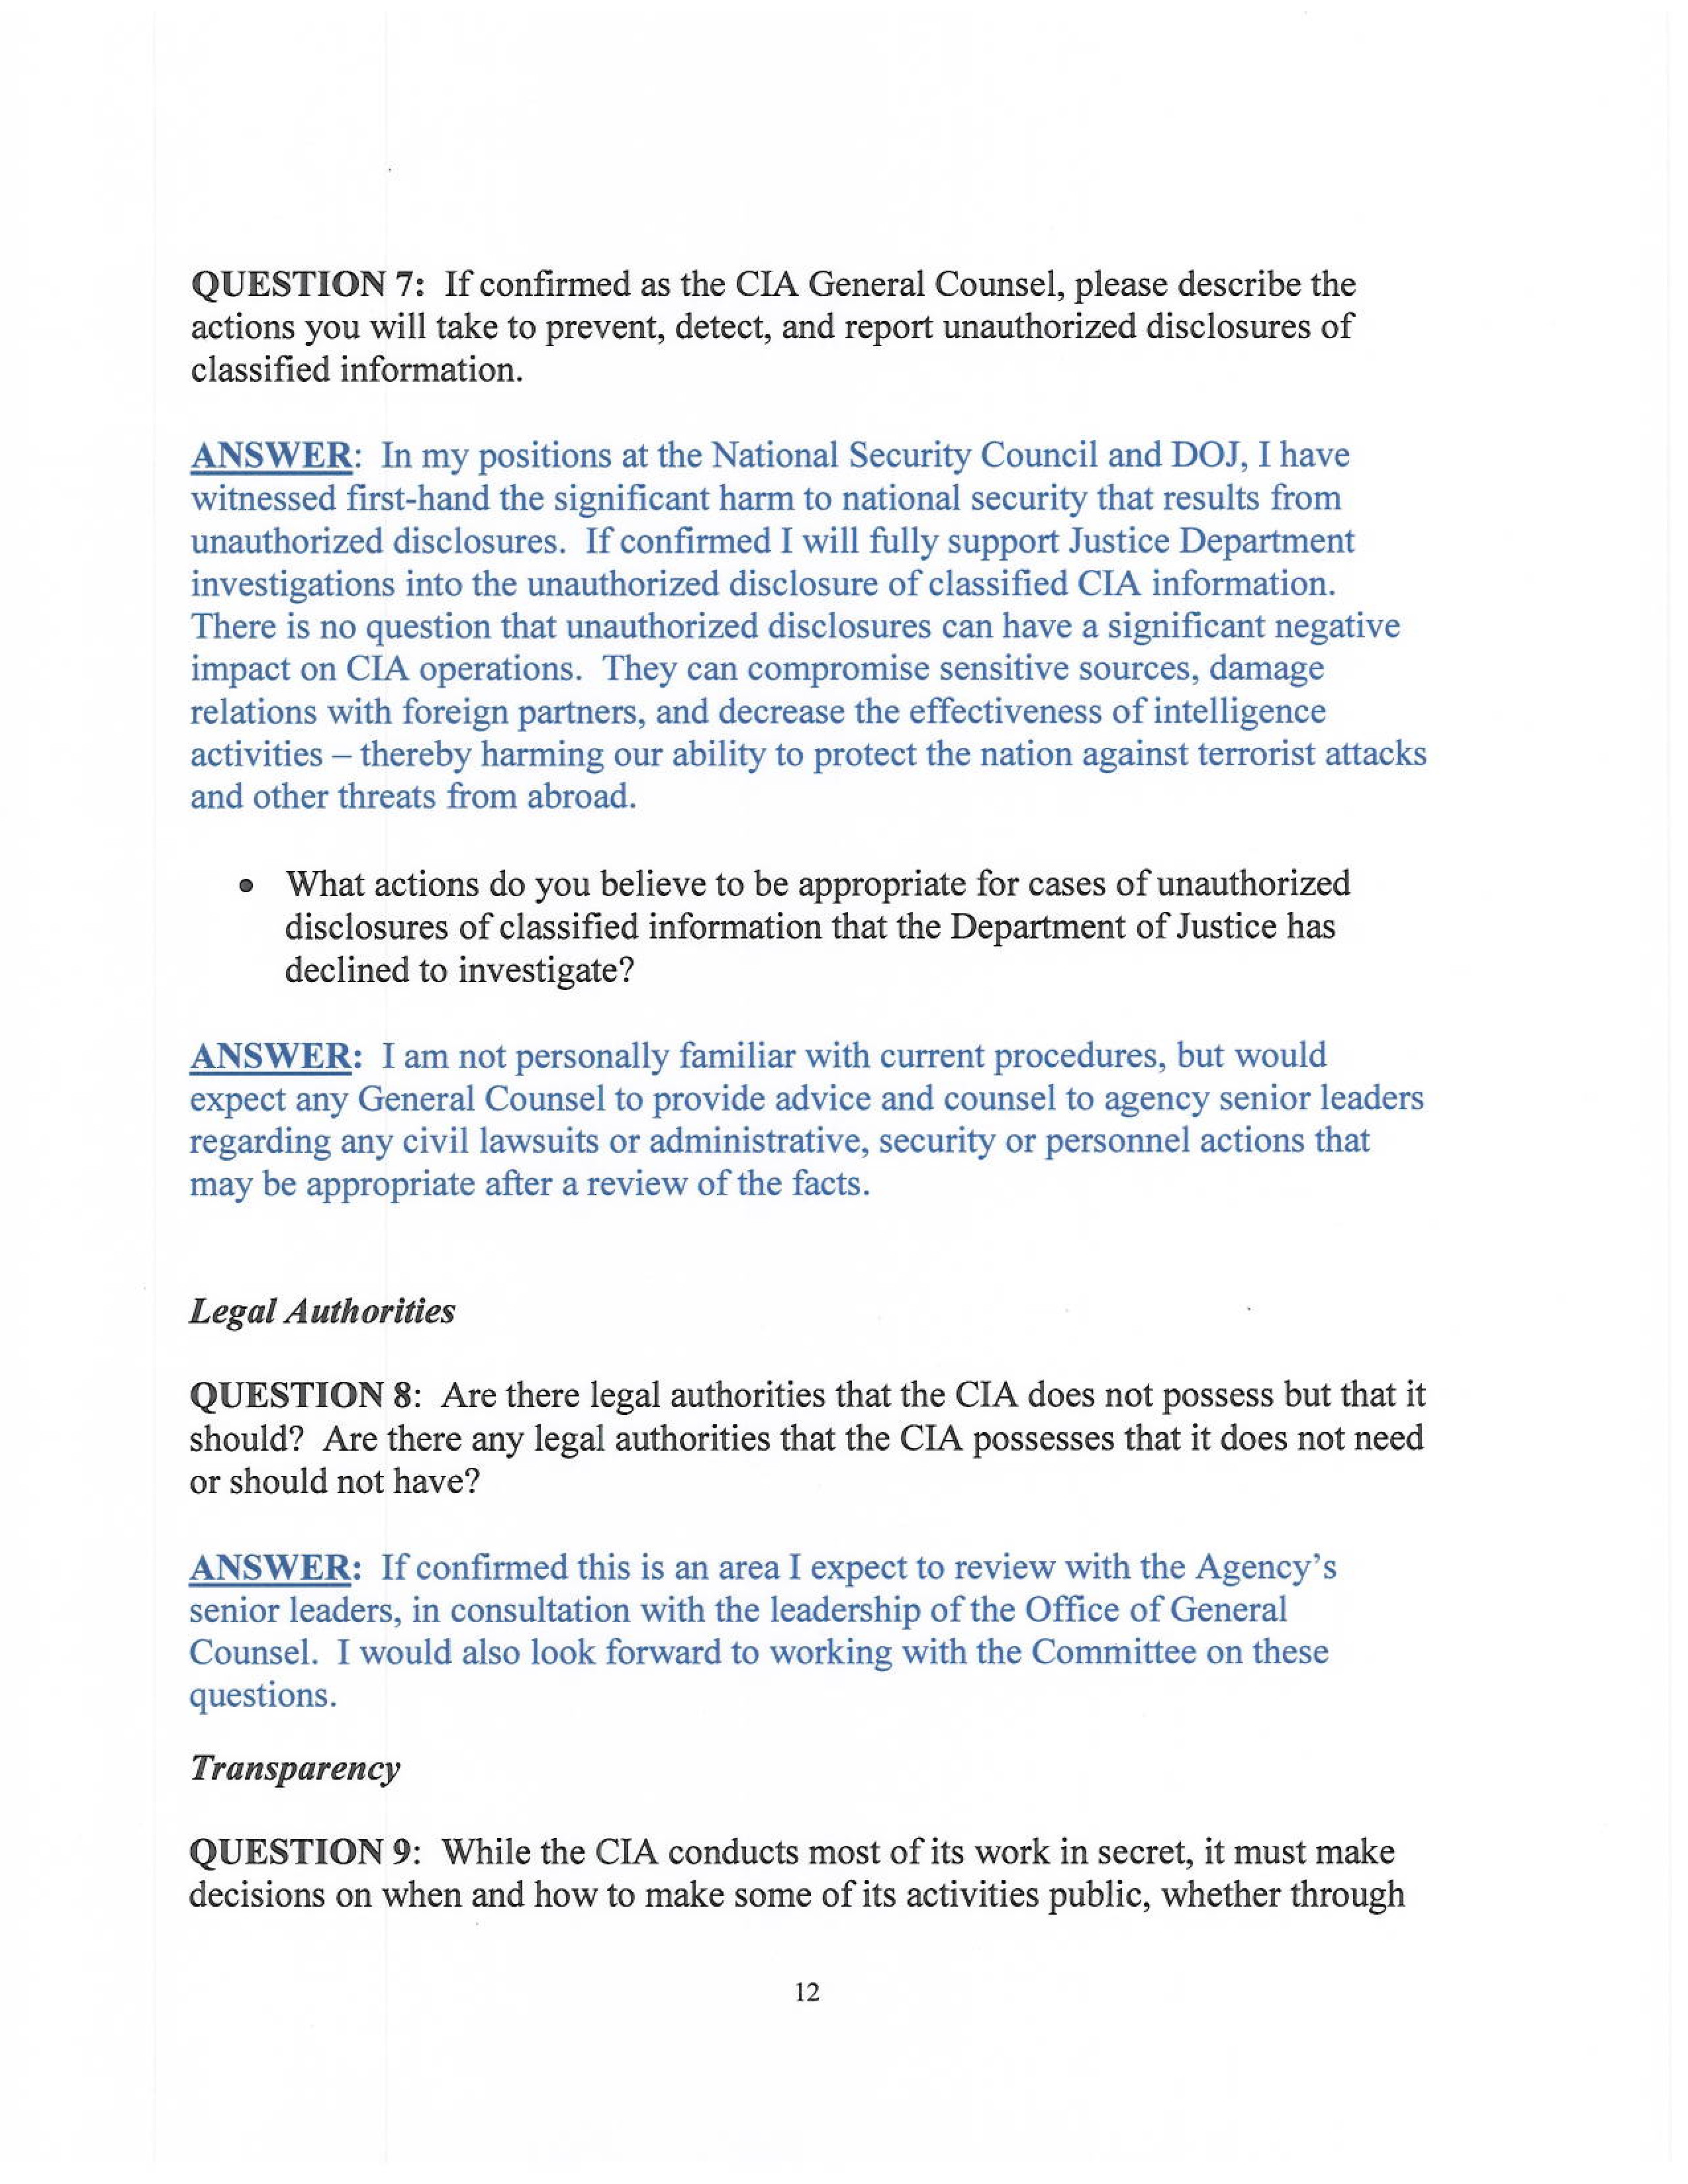 QUESTION 7:  If confirmed as the CIA General Counsel, please describe the
actions you will take to prevent, detect, and report unauthorized disclosures of
classified information.
ANSWER:  In my positions at the National Security Council and DOJ, I have
witnessed first-hand the significant harm to national security that results from
unauthorized disclosures.  If confirmed I will fully support Justice Department
investigations into the unauthorized disclosure of classified CIA information.
There is no question that unauthorized disclosures can have a significant negative
impact on CIA operations.  They can compromise sensitive sources, damage
relations with foreign partners, and decrease the effectiveness of intelligence
activities – thereby harming our ability to protect the nation against terrorist attacks
and other threats from abroad.
• What actions do you believe to be appropriate for cases of unauthorized
disclosures of classified information that the Department of Justice has
declined to investigate?
ANSWER:  I am not personally familiar with current procedures, but would
expect any General Counsel to provide advice and counsel to agency senior leaders
regarding any civil lawsuits or administrative, security or personnel actions that
may be appropriate after a review of the facts.
Legal Authorities
QUESTION 8:  Are there legal authorities that the CIA does not possess but that it
should?  Are there any legal authorities that the CIA possesses that it does not need
or should not have?
ANSWER:  If confirmed this is an area I expect to review with the Agency's
senior leaders, in consultation with the leadership of the Office of General
Counsel.  I would also look forward to working with the Committee on these
questions.
Transparency
QUESTION 9:  While the CIA conducts most of its work in secret, it must make
decisions on when and how to make some of its activities public, whether through
12